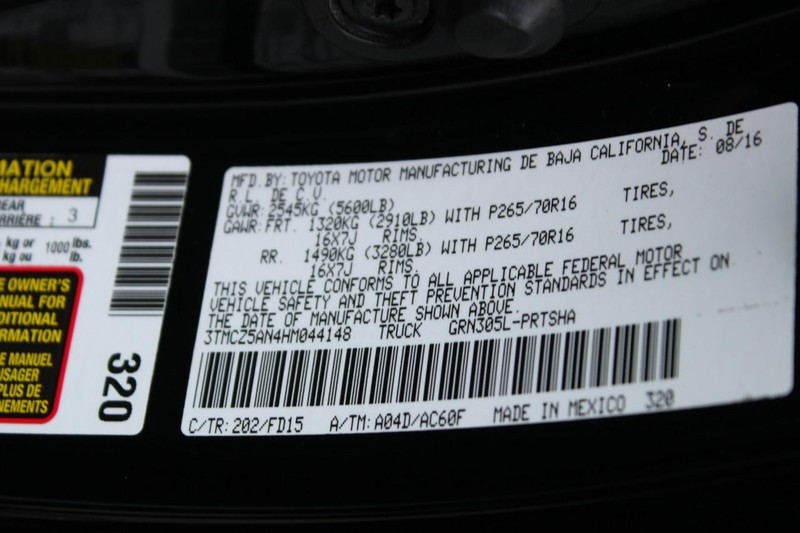 MATION
CHARGEMENT
REAR
ARRIÈRE : 3
kg or 1000 lbs.
kg ou lb.
E OWNER'S
NUAL FOR
DITIONAL
RMATION
LE MANUEL
USAGER
PLUS DE
NEMENTS
320
MFD.BY: TOYOTA MOTOR MANUFACTURING DE BAJA CALIFORNIA, S. DE
R.L. DE C.V. DATE: 08/16
GVWR: 2545KG (5600LB)
GAWR: FRT. 1320KG (2910LB) WITH P265/70R16 TIRES,
16X7J RIMS.
RR. 1490KG (3280LB) WITH P265/70R16 TIRES,
16X7J RIMS.
THIS VEHICLE CONFORMS TO ALL APPLICABLE FEDERAL MOTOR
VEHICLE SAFETY AND THEFT PREVENTION STANDARDS IN EFFECT ON
THE DATE OF MANUFACTURE SHOWN ABOVE.
3TMCZ5AN4HM044148 TRUCK GRN305L-PRTSHA
C/TR: 202/FD15 A/TM: A04D/AC60F MADE IN MEXICO 320